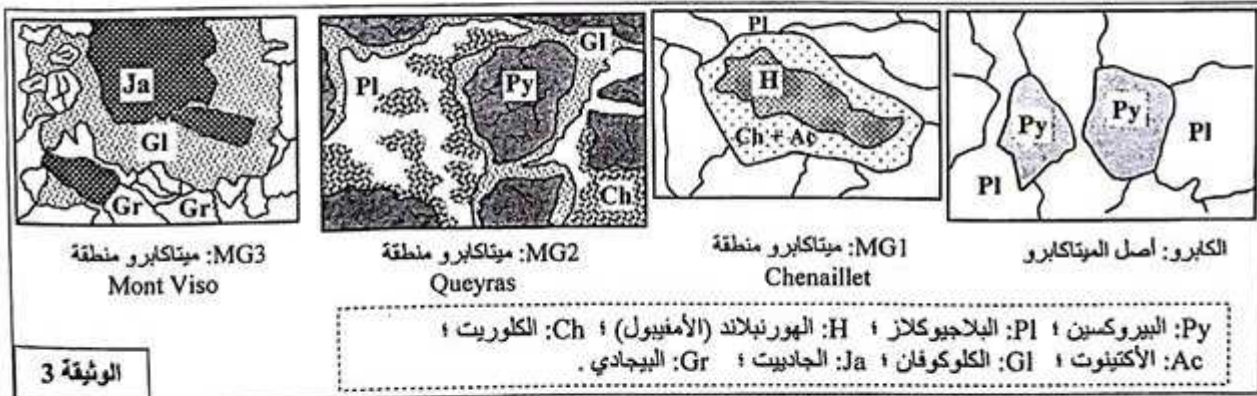 Ja
Gl
Gr
Gr
Pl
Py
Gl
Ch
Pl
H
Ch + Ac
Py
Py
Pl
Pl
الكابرو: أصل الميتاكابرو
MG1: ميتاكابرو منطقة
Chenaillet
MG2: ميتاكابرو منطقة
Queyras
MG3: ميتاكابرو منطقة
Mont Viso
Py: البيروكسين ؛ Pl: البلاجيوكلاز ؛ H: الهورنبلاند (الأمفيبول) ؛ Ch: الكلوريت ؛
Ac: الأكتينوت ؛ Gl: الكلوكوفان ؛ Ja: الجادييت ؛ Gr: البيجادي .
الوثيقة 3